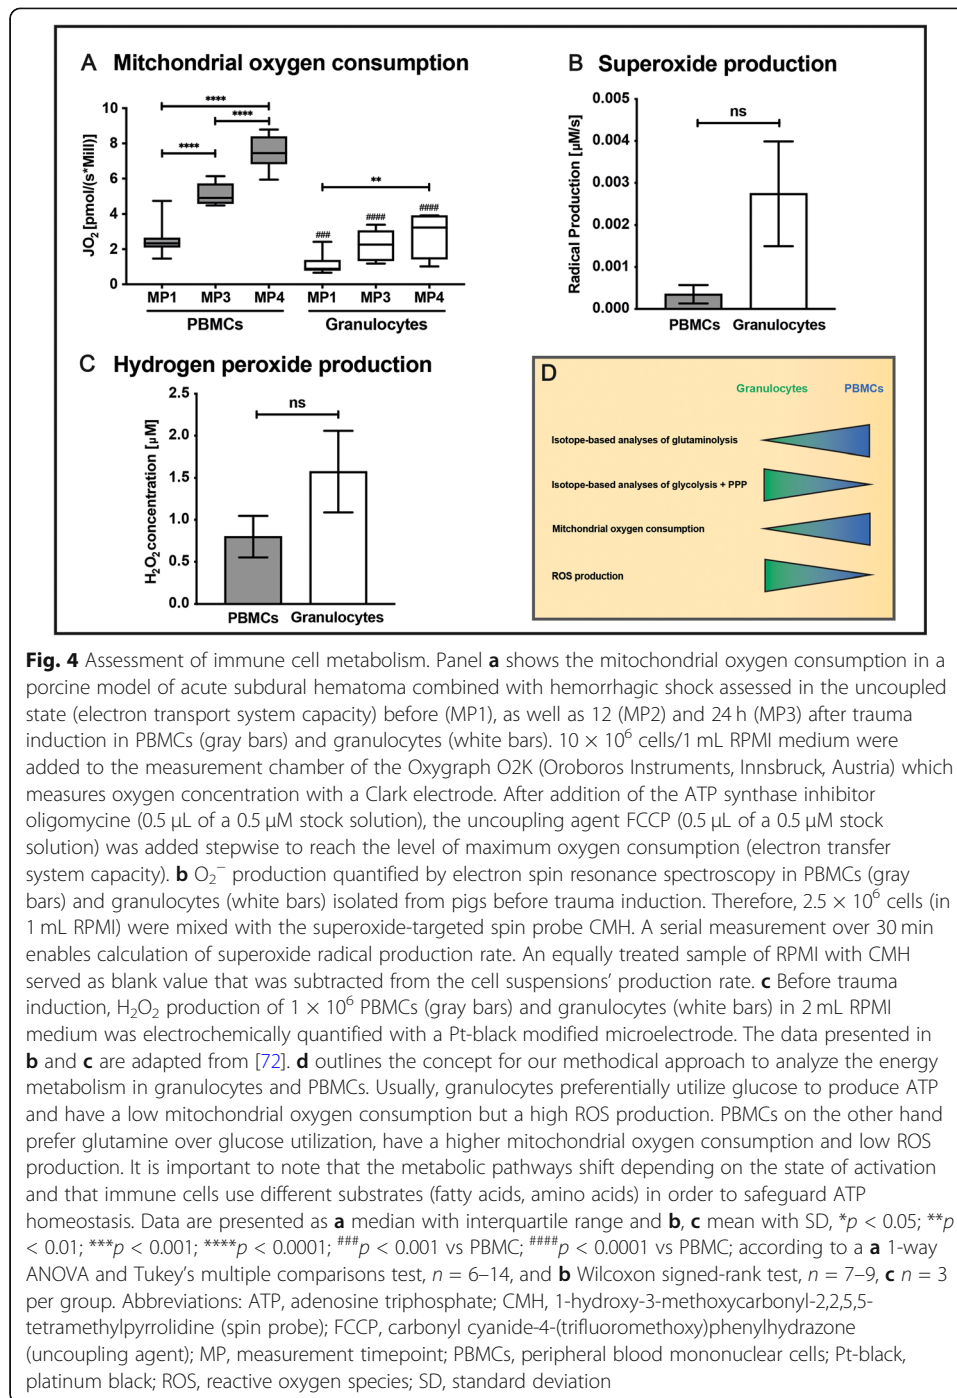 A Mitchondrial oxygen consumption
JO2 [pmol/(s*Mill)]
10
8
6
4
2
0
****
****
****
**
###
####
####
MP1 MP3 MP4 MP1 MP3 MP4
PBMCs Granulocytes
B Superoxide production
Radical Production [µM/s]
0.005
0.004
0.003
0.002
0.001
0.000
ns
PBMCs Granulocytes
C Hydrogen peroxide production
H2O2 concentration [µM]
2.5
2.0
1.5
1.0
0.5
0.0
ns
PBMCs Granulocytes
D
Granulocytes PBMCs
Isotope-based analyses of glutaminolysis
Isotope-based analyses of glycolysis + PPP
Mitchondrial oxygen consumption
ROS production
Fig. 4 Assessment of immune cell metabolism. Panel a shows the mitochondrial oxygen consumption in a
porcine model of acute subdural hematoma combined with hemorrhagic shock assessed in the uncoupled
state (electron transport system capacity) before (MP1), as well as 12 (MP2) and 24 h (MP3) after trauma
induction in PBMCs (gray bars) and granulocytes (white bars). 10 × 10⁶ cells/1 mL RPMI medium were
added to the measurement chamber of the Oxygraph O2K (Oroboros Instruments, Innsbruck, Austria) which
measures oxygen concentration with a Clark electrode. After addition of the ATP synthase inhibitor
oligomycine (0.5 µL of a 0.5 µM stock solution), the uncoupling agent FCCP (0.5 µL of a 0.5 µM stock
solution) was added stepwise to reach the level of maximum oxygen consumption (electron transfer
system capacity). b O₂⁻ production quantified by electron spin resonance spectroscopy in PBMCs (gray
bars) and granulocytes (white bars) isolated from pigs before trauma induction. Therefore, 2.5 × 10⁶ cells (in
1 mL RPMI) were mixed with the superoxide-targeted spin probe CMH. A serial measurement over 30 min
enables calculation of superoxide radical production rate. An equally treated sample of RPMI with CMH
served as blank value that was subtracted from the cell suspensions' production rate. c Before trauma
induction, H₂O₂ production of 1 × 10⁶ PBMCs (gray bars) and granulocytes (white bars) in 2 mL RPMI
medium was electrochemically quantified with a Pt-black modified microelectrode. The data presented in
b and c are adapted from [72]. d outlines the concept for our methodical approach to analyze the energy
metabolism in granulocytes and PBMCs. Usually, granulocytes preferentially utilize glucose to produce ATP
and have a low mitochondrial oxygen consumption but a high ROS production. PBMCs on the other hand
prefer glutamine over glucose utilization, have a higher mitochondrial oxygen consumption and low ROS
production. It is important to note that the metabolic pathways shift depending on the state of activation
and that immune cells use different substrates (fatty acids, amino acids) in order to safeguard ATP
homeostasis. Data are presented as a median with interquartile range and b, c mean with SD, *p < 0.05; **p
< 0.01; ***p < 0.001; ****p < 0.0001; ###p < 0.001 vs PBMC; ####p < 0.0001 vs PBMC; according to a a 1-way
ANOVA and Tukey's multiple comparisons test, n = 6–14, and b Wilcoxon signed-rank test, n = 7–9, c n = 3
per group. Abbreviations: ATP, adenosine triphosphate; CMH, 1-hydroxy-3-methoxycarbonyl-2,2,5,5-
tetramethylpyrrolidine (spin probe); FCCP, carbonyl cyanide-4-(trifluoromethoxy)phenylhydrazone
(uncoupling agent); MP, measurement timepoint; PBMCs, peripheral blood mononuclear cells; Pt-black,
platinum black; ROS, reactive oxygen species; SD, standard deviation